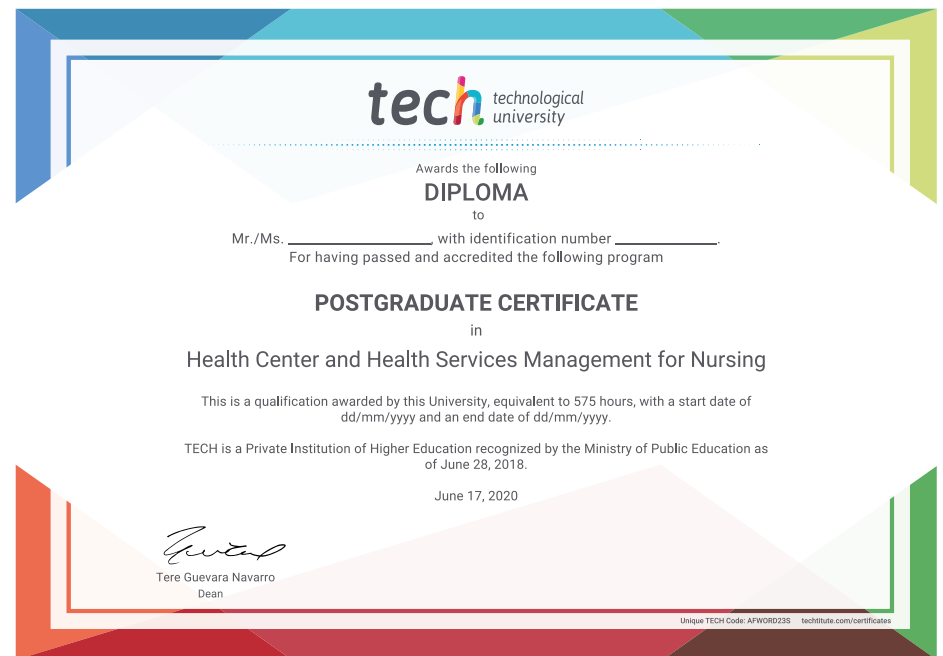 tech technological
university
Awards the following
DIPLOMA
to
Mr./Ms. ____________________, with identification number ______________.
For having passed and accredited the following program
POSTGRADUATE CERTIFICATE
in
Health Center and Health Services Management for Nursing
This is a qualification awarded by this University, equivalent to 575 hours, with a start date of
dd/mm/yyyy and an end date of dd/mm/yyyy.
TECH is a Private Institution of Higher Education recognized by the Ministry of Public Education as
of June 28, 2018.
June 17, 2020
Tere Guevara Navarro
Dean
Unique TECH Code: AFWORD23S techtitute.com/certificates